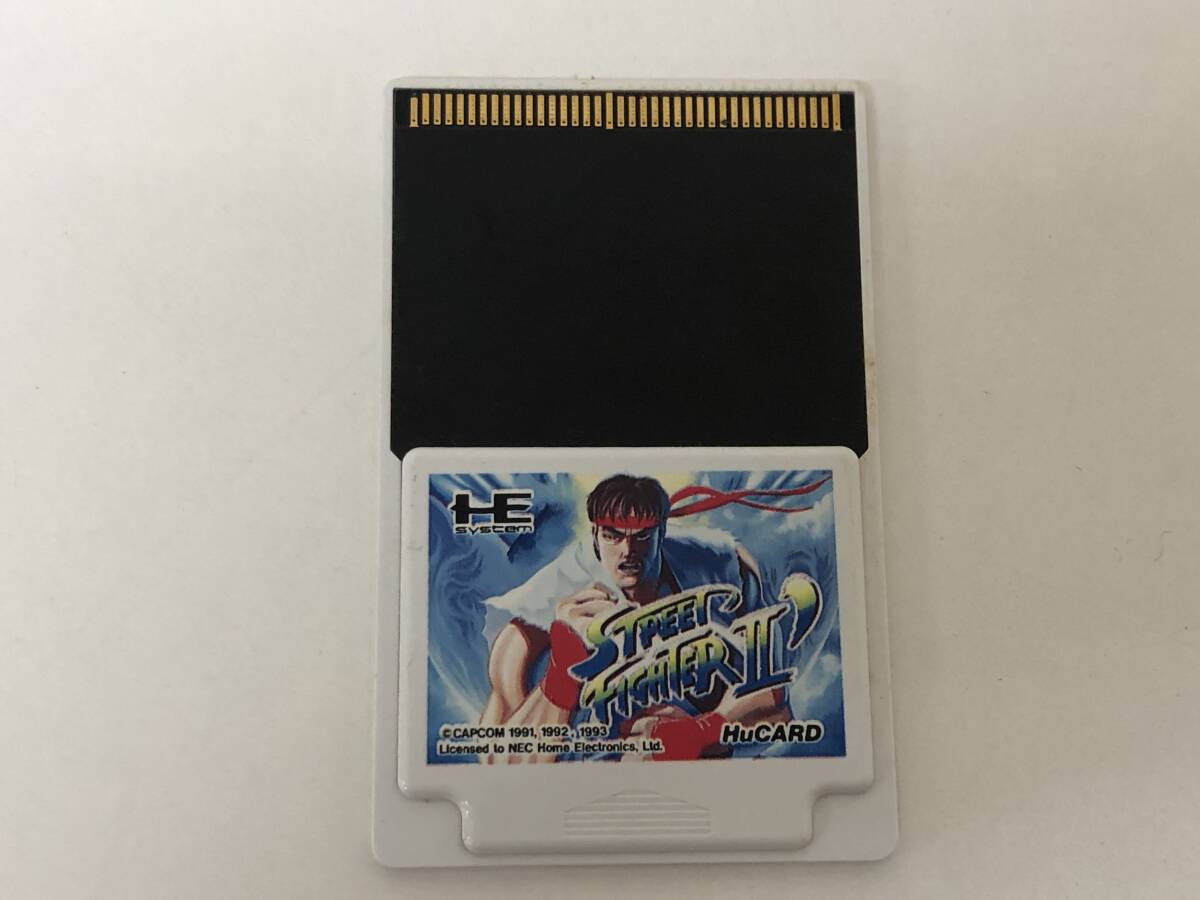 HE
system
STREET
FIGHTER II'
©CAPCOM 1991, 1992, 1993
Licensed to NEC Home Electronics, Ltd.
HuCARD